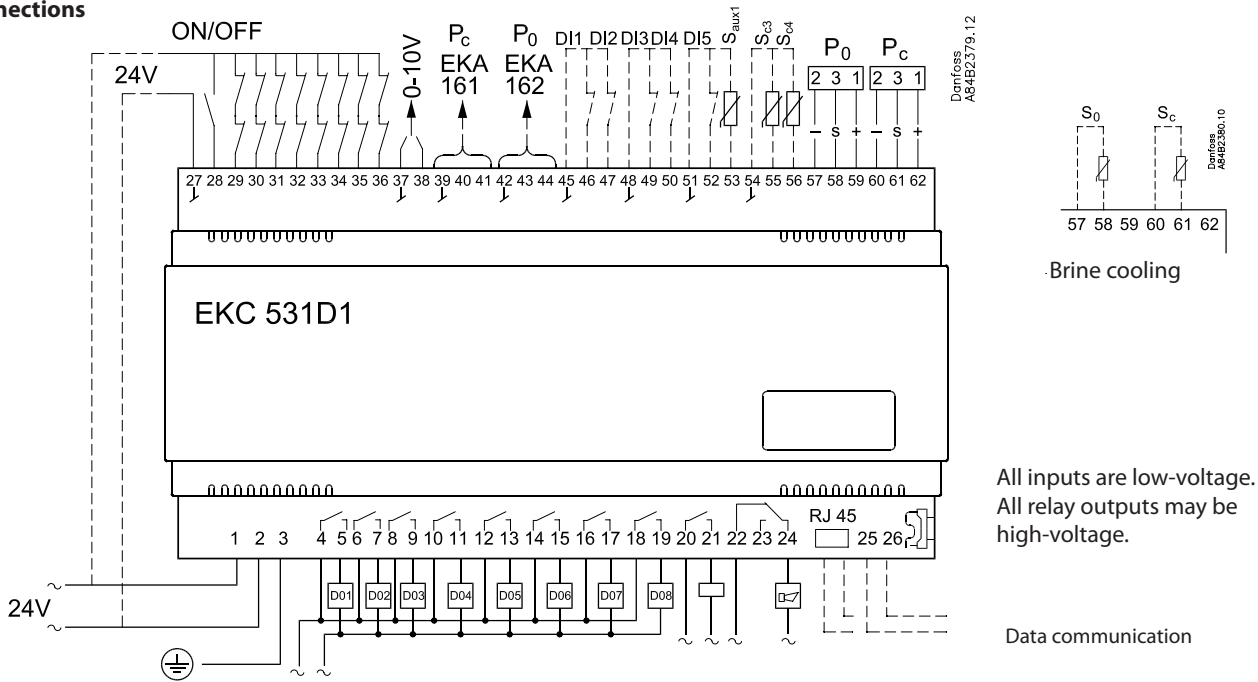 nnections
ON/OFF
24V
0-10V
Pc
EKA
161
P0
EKA
162
DI1 DI2 DI3 DI4 DI5 Saux1 Sc3 Sc4
P0
2 3 1
Pc
2 3 1
– s + – s +
Danfoss
A84B2379.12
27 28 29 30 31 32 33 34 35 36 37 38 39 40 41 42 43 44 45 46 47 48 49 50 51 52 53 54 55 56 57 58 59 60 61 62
S0
Sc
Danfoss
A84B2380.10
57 58 59 60 61 62
Brine cooling
EKC 531D1
All inputs are low-voltage.
All relay outputs may be
high-voltage.
RJ 45
1 2 3 4 5 6 7 8 9 10 11 12 13 14 15 16 17 18 19 20 21 22 23 24 25 26
D01 D02 D03 D04 D05 D06 D07 D08
24V
~
~
~ ~ ~ ~ ~ ~
Data communication